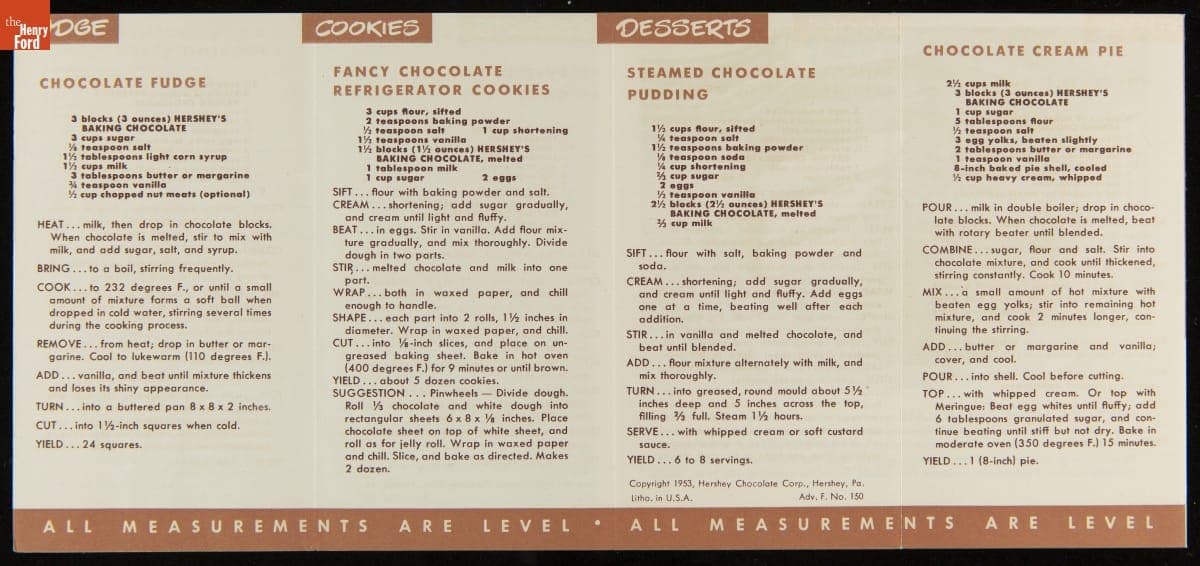 the
Henry
Ford
DGE
CHOCOLATE FUDGE
3 blocks (3 ounces) HERSHEY'S
BAKING CHOCOLATE
3 cups sugar
⅛ teaspoon salt
1½ tablespoons light corn syrup
1½ cups milk
3 tablespoons butter or margarine
¾ teaspoon vanilla
½ cup chopped nut meats (optional)
HEAT...milk, then drop in chocolate blocks.
When chocolate is melted, stir to mix with
milk, and add sugar, salt, and syrup.
BRING...to a boil, stirring frequently.
COOK...to 232 degrees F., or until a small
amount of mixture forms a soft ball when
dropped in cold water, stirring several times
during the cooking process.
REMOVE...from heat; drop in butter or mar-
garine. Cool to lukewarm (110 degrees F.).
ADD...vanilla, and beat until mixture thickens
and loses its shiny appearance.
TURN...into a buttered pan 8 x 8 x 2 inches.
CUT...into 1½-inch squares when cold.
YIELD...24 squares.
COOKIES
FANCY CHOCOLATE
REFRIGERATOR COOKIES
3 cups flour, sifted
2 teaspoons baking powder
½ teaspoon salt 1 cup shortening
1½ teaspoons vanilla
1½ blocks (1½ ounces) HERSHEY'S
BAKING CHOCOLATE, melted
1 tablespoon milk
1 cup sugar 2 eggs
SIFT...flour with baking powder and salt.
CREAM...shortening; add sugar gradually,
and cream until light and fluffy.
BEAT...in eggs. Stir in vanilla. Add flour mix-
ture gradually, and mix thoroughly. Divide
dough in two parts.
STIR...melted chocolate and milk into one
part.
WRAP...both in waxed paper, and chill
enough to handle.
SHAPE...each part into 2 rolls, 1½ inches in
diameter. Wrap in waxed paper, and chill.
CUT...into ⅛-inch slices, and place on un-
greased baking sheet. Bake in hot oven
(400 degrees F.) for 9 minutes or until brown.
YIELD...about 5 dozen cookies.
SUGGESTION... Pinwheels — Divide dough.
Roll ⅓ chocolate and white dough into
rectangular sheets 6 x 8 x ⅛ inches. Place
chocolate sheet on top of white sheet, and
roll as for jelly roll. Wrap in waxed paper
and chill. Slice, and bake as directed. Makes
2 dozen.
DESSERTS
STEAMED CHOCOLATE
PUDDING
1½ cups flour, sifted
¼ teaspoon salt
1½ teaspoons baking powder
⅛ teaspoon soda
¼ cup shortening
⅔ cup sugar
2 eggs
½ teaspoon vanilla
2½ blocks (2½ ounces) HERSHEY'S
BAKING CHOCOLATE, melted
⅔ cup milk
SIFT...flour with salt, baking powder and
soda.
CREAM...shortening; add sugar gradually,
and cream until light and fluffy. Add eggs
one at a time, beating well after each
addition.
STIR...in vanilla and melted chocolate, and
beat until blended.
ADD...flour mixture alternately with milk, and
mix thoroughly.
TURN...into greased, round mould about 5½
inches deep and 5 inches across the top,
filling ⅔ full. Steam 1½ hours.
SERVE...with whipped cream or soft custard
sauce.
YIELD...6 to 8 servings.
Copyright 1953, Hershey Chocolate Corp., Hershey, Pa.
Litho. in U.S.A. Adv. F. No. 150
CHOCOLATE CREAM PIE
2½ cups milk
3 blocks (3 ounces) HERSHEY'S
BAKING CHOCOLATE
1 cup sugar
5 tablespoons flour
½ teaspoon salt
3 egg yolks, beaten slightly
2 tablespoons butter or margarine
1 teaspoon vanilla
8-inch baked pie shell, cooled
½ cup heavy cream, whipped
POUR...milk in double boiler; drop in choco-
late blocks. When chocolate is melted, beat
with rotary beater until blended.
COMBINE...sugar, flour and salt. Stir into
chocolate mixture, and cook until thickened,
stirring constantly. Cook 10 minutes.
MIX...a small amount of hot mixture with
beaten egg yolks; stir into remaining hot
mixture, and cook 2 minutes longer, con-
tinuing the stirring.
ADD...butter or margarine and vanilla;
cover, and cool.
POUR...into shell. Cool before cutting.
TOP...with whipped cream. Or top with
Meringue: Beat egg whites until fluffy; add
6 tablespoons granulated sugar, and con-
tinue beating until stiff but not dry. Bake in
moderate oven (350 degrees F.) 15 minutes.
YIELD...1 (8-inch) pie.
ALL MEASUREMENTS ARE LEVEL • ALL MEASUREMENTS ARE LEVEL